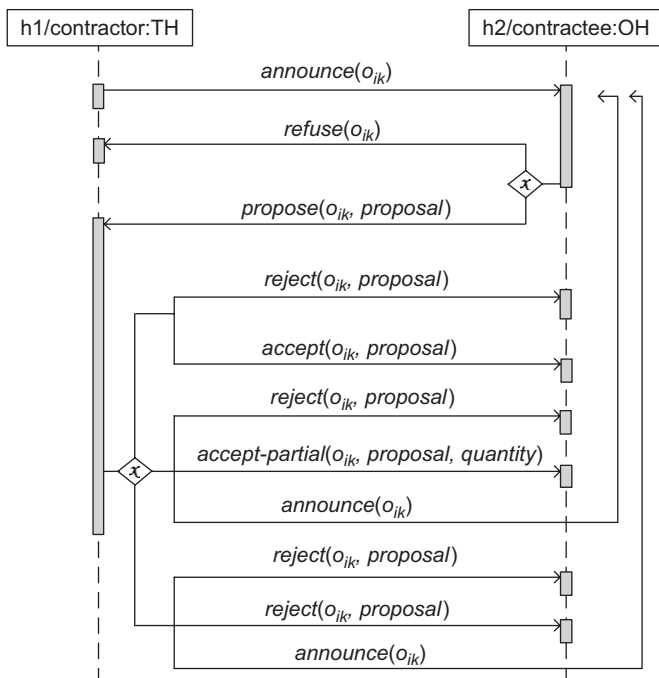 h1/contractor:TH
h2/contractee:OH
announce(oik)
refuse(oik)
x
propose(oik, proposal)
reject(oik, proposal)
accept(oik, proposal)
reject(oik, proposal)
x
accept-partial(oik, proposal, quantity)
announce(oik)
reject(oik, proposal)
reject(oik, proposal)
announce(oik)